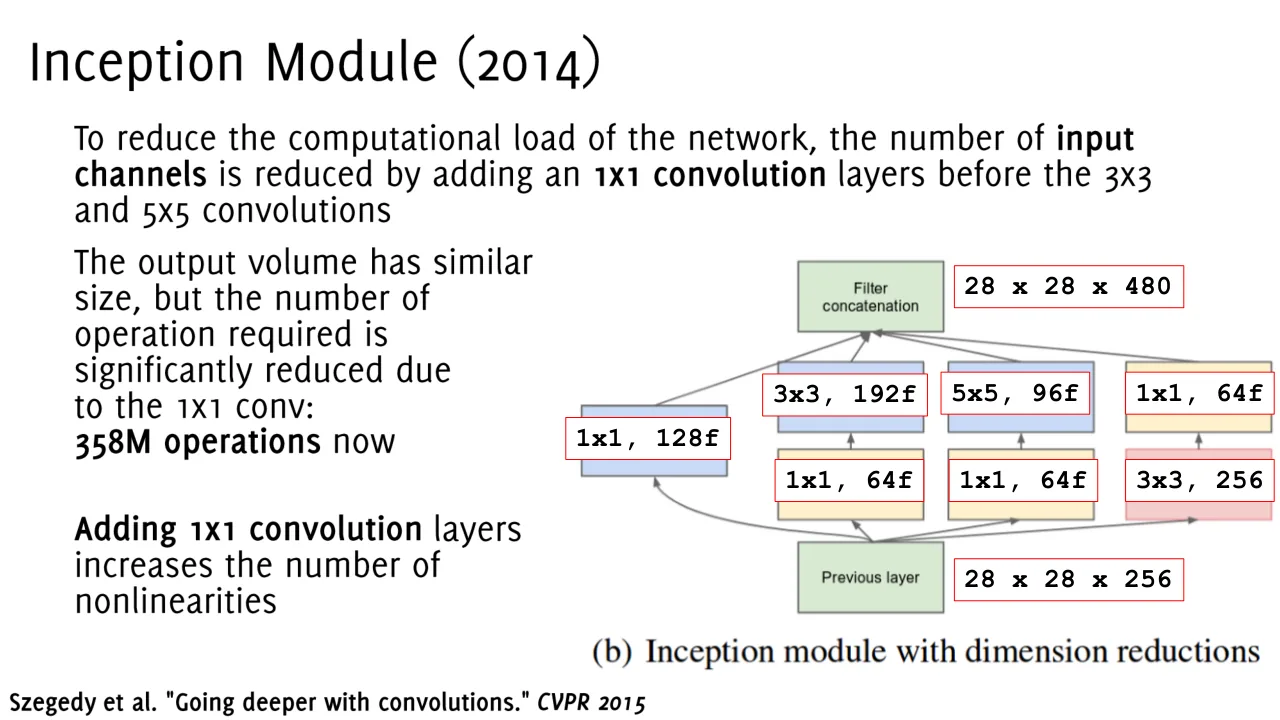 Inception Module (2014)
To reduce the computational load of the network, the number of input
channels is reduced by adding an 1x1 convolution layers before the 3x3
and 5x5 convolutions
The output volume has similar
size, but the number of
operation required is
significantly reduced due
to the 1x1 conv:
358M operations now
Adding 1x1 convolution layers
increases the number of
nonlinearities
Filter
concatenation
28 x 28 x 480
3x3, 192f
5x5, 96f
1x1, 64f
1x1, 128f
1x1, 64f
1x1, 64f
3x3, 256
Previous layer
28 x 28 x 256
(b) Inception module with dimension reductions
Szegedy et al. "Going deeper with convolutions." CVPR 2015